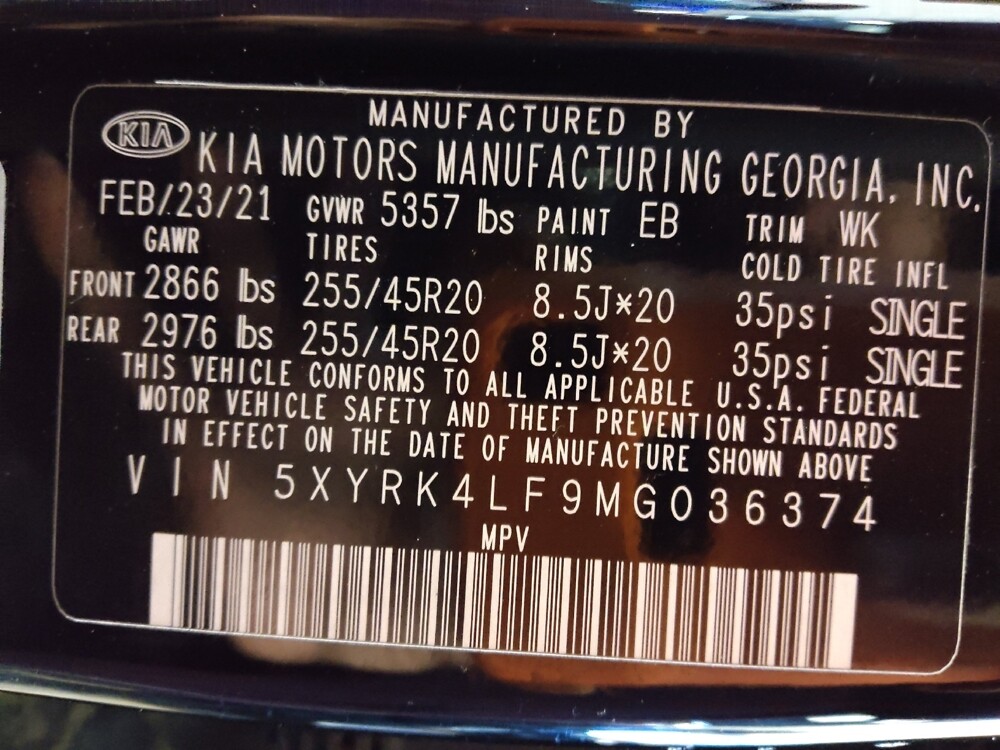 MANUFACTURED BY
KIA KIA MOTORS MANUFACTURING GEORGIA, INC.
FEB/23/21 GVWR 5357 lbs PAINT EB TRIM WK
GAWR TIRES RIMS COLD TIRE INFL
FRONT 2866 lbs 255/45R20 8.5J*20 35psi SINGLE
REAR 2976 lbs 255/45R20 8.5J*20 35psi SINGLE
THIS VEHICLE CONFORMS TO ALL APPLICABLE U.S.A. FEDERAL
MOTOR VEHICLE SAFETY AND THEFT PREVENTION STANDARDS
IN EFFECT ON THE DATE OF MANUFACTURE SHOWN ABOVE
VIN 5XYRK4LF9MG036374
MPV